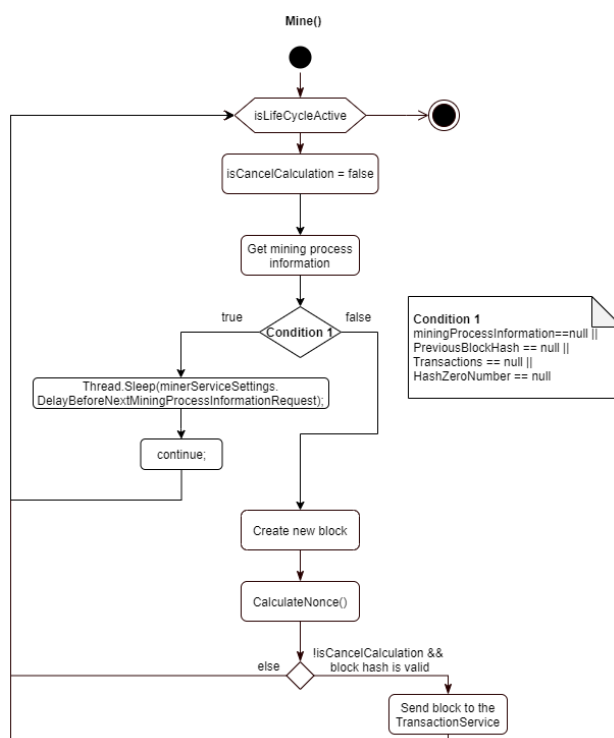 Mine()
isLifeCycleActive
isCancelCalculation = false
Get mining process
information
true
false
Condition 1
Condition 1
miningProcessInformation==null ||
PreviousBlockHash == null ||
Transactions == null ||
HashZeroNumber == null
Thread.Sleep(minerServiceSettings.
DelayBeforeNextMiningProcessInformationRequest);
continue;
Create new block
CalculateNonce()
else
!isCancelCalculation &&
block hash is valid
Send block to the
TransactionService